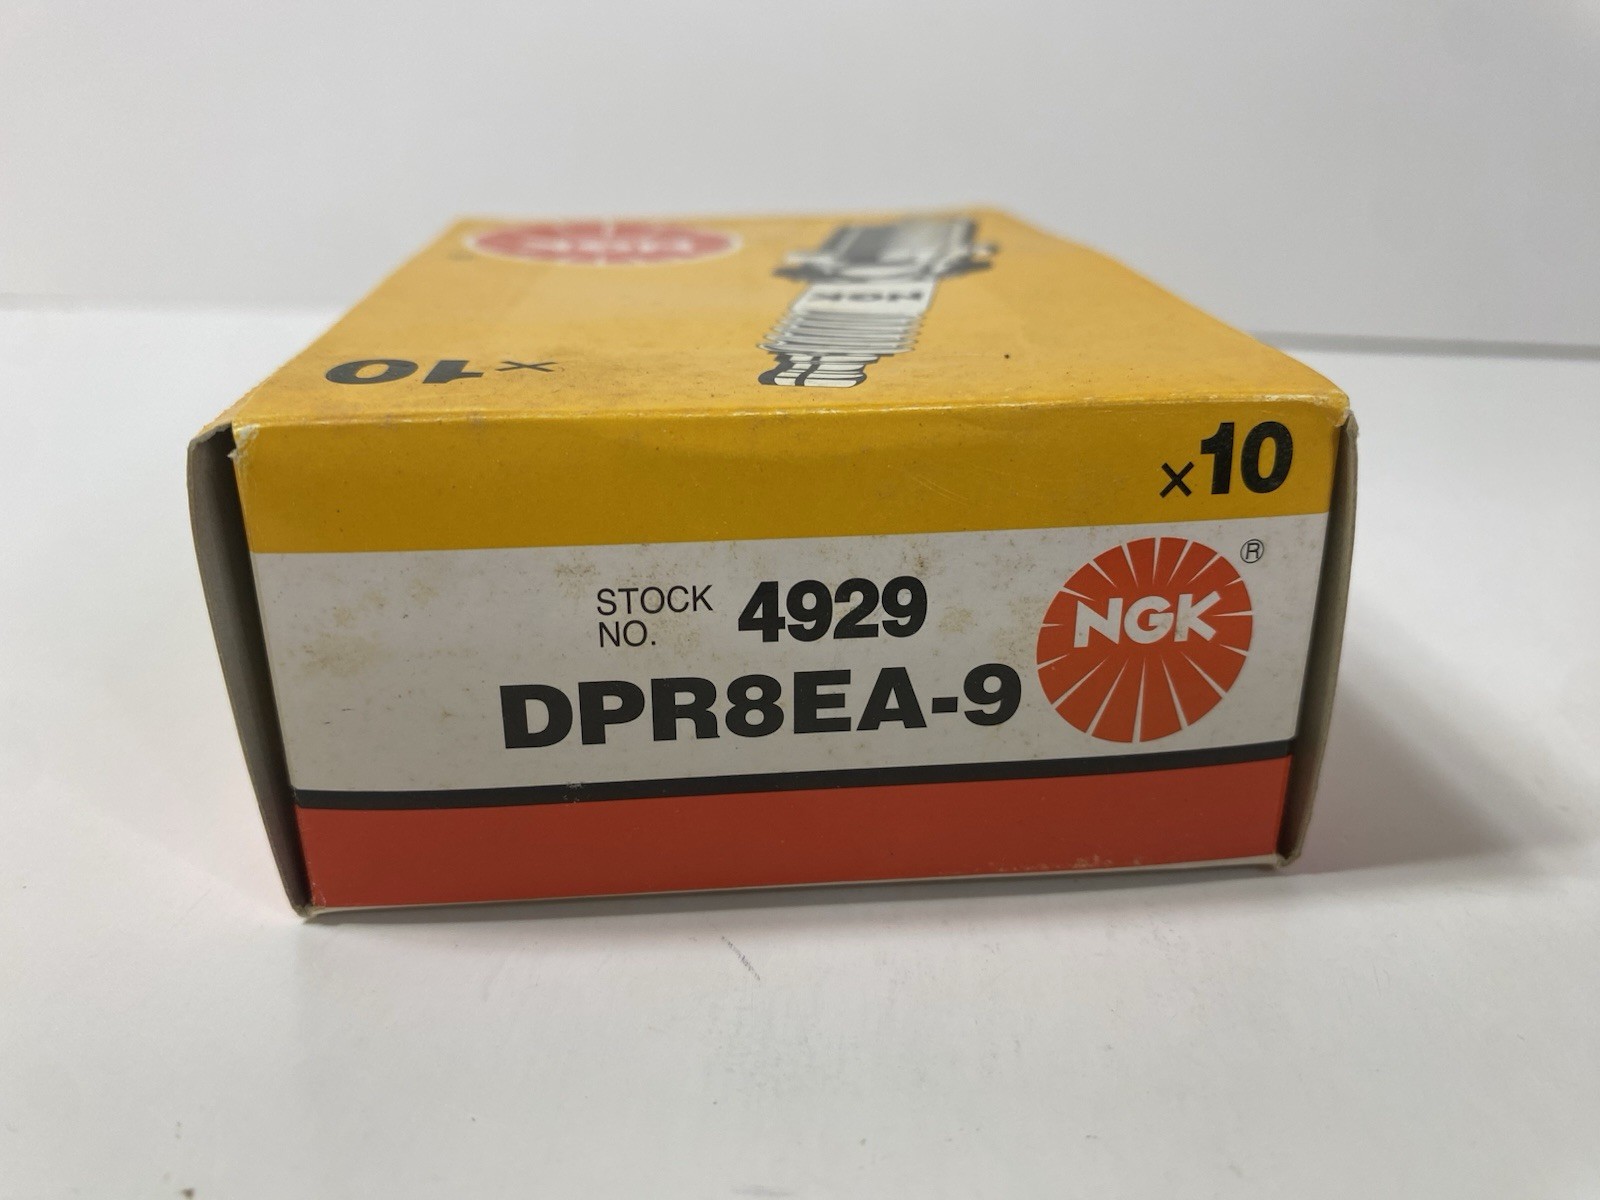 NGK
NGK
×10
×10
STOCK NO. 4929
NGK®
DPR8EA-9